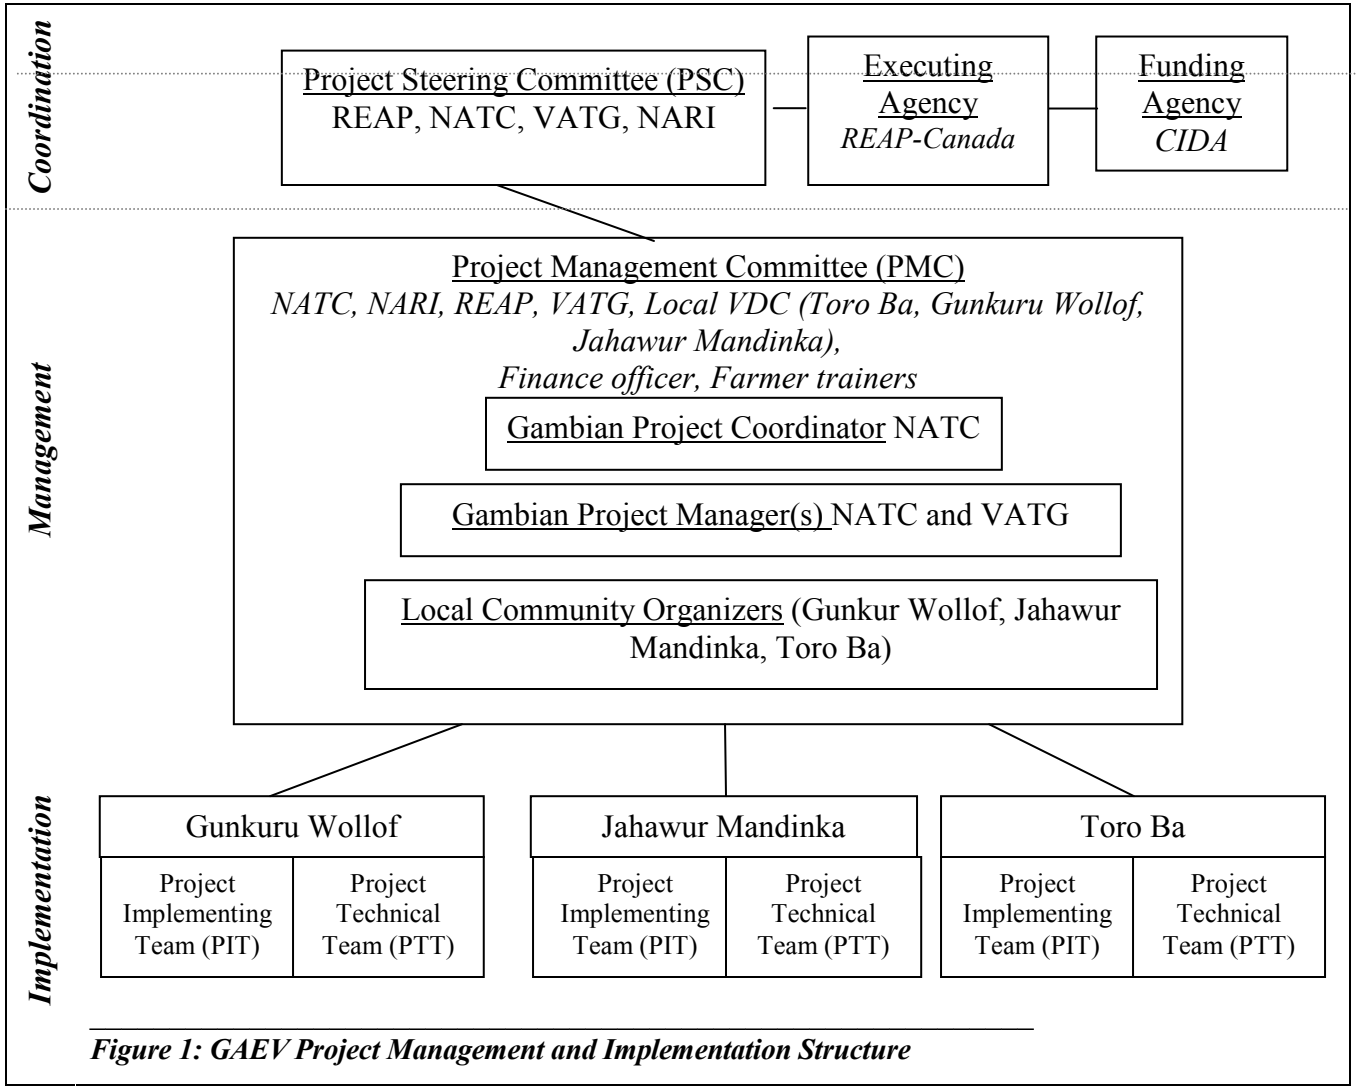 Coordination
Project Steering Committee (PSC)
REAP, NATC, VATG, NARI
Executing
Agency
REAP-Canada
Funding
Agency
CIDA
Management
Project Management Committee (PMC)
NATC, NARI, REAP, VATG, Local VDC (Toro Ba, Gunkuru Wollof,
Jahawur Mandinka),
Finance officer, Farmer trainers
Gambian Project Coordinator NATC
Gambian Project Manager(s) NATC and VATG
Local Community Organizers (Gunkur Wollof, Jahawur
Mandinka, Toro Ba)
Implementation
Gunkuru Wollof
Project
Implementing
Team (PIT)
Project
Technical
Team (PTT)
Jahawur Mandinka
Project
Implementing
Team (PIT)
Project
Technical
Team (PTT)
Toro Ba
Project
Implementing
Team (PIT)
Project
Technical
Team (PTT)
Figure 1: GAEV Project Management and Implementation Structure